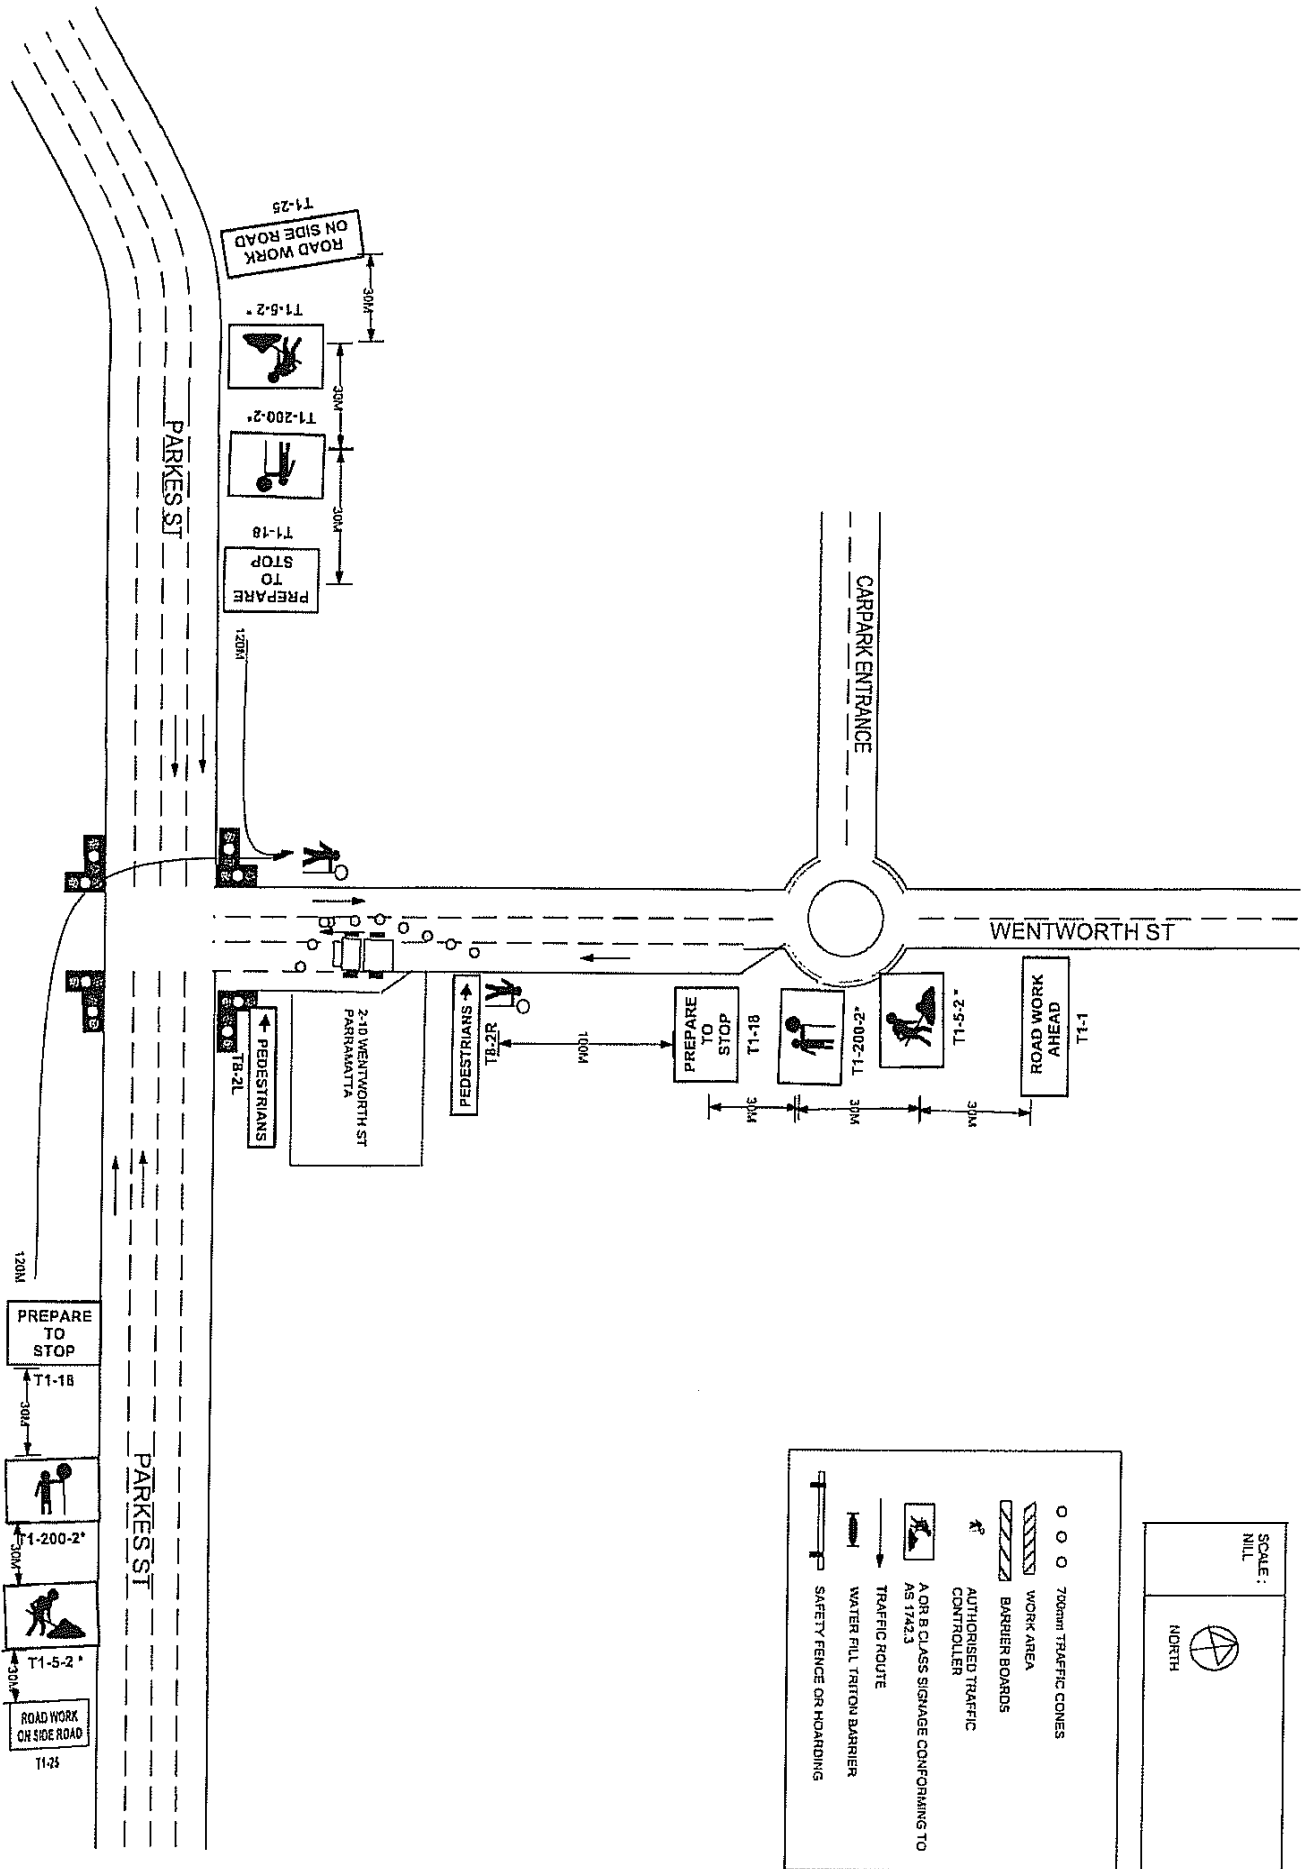 T1-25
ROAD WORK
ON SIDE ROAD
30M
T1-5-2 *
30M
T1-200-2*
30M
T1-18
PREPARE
TO
STOP
120M
PARKES ST
CARPARK ENTRANCE
WENTWORTH ST
T1-1
ROAD WORK
AHEAD
30M
T1-5-2 *
30M
T1-200-2*
30M
T1-18
PREPARE
TO
STOP
100M
T8-2R
PEDESTRIANS
2-10 WENTWORTH ST
PARRAMATTA
PEDESTRIANS
T8-2L
120M
PREPARE
TO
STOP
T1-18
30M
T1-200-2*
30M
T1-5-2 *
30M
ROAD WORK
ON SIDE ROAD
T1-25
PARKES ST
SCALE :
NILL
NORTH
700mm TRAFFIC CONES
WORK AREA
BARRIER BOARDS
AUTHORISED TRAFFIC
CONTROLLER
A OR B CLASS SIGNAGE CONFORMING TO
AS 1742.3
TRAFFIC ROUTE
WATER FILL TRITON BARRIER
SAFETY FENCE OR HOARDING